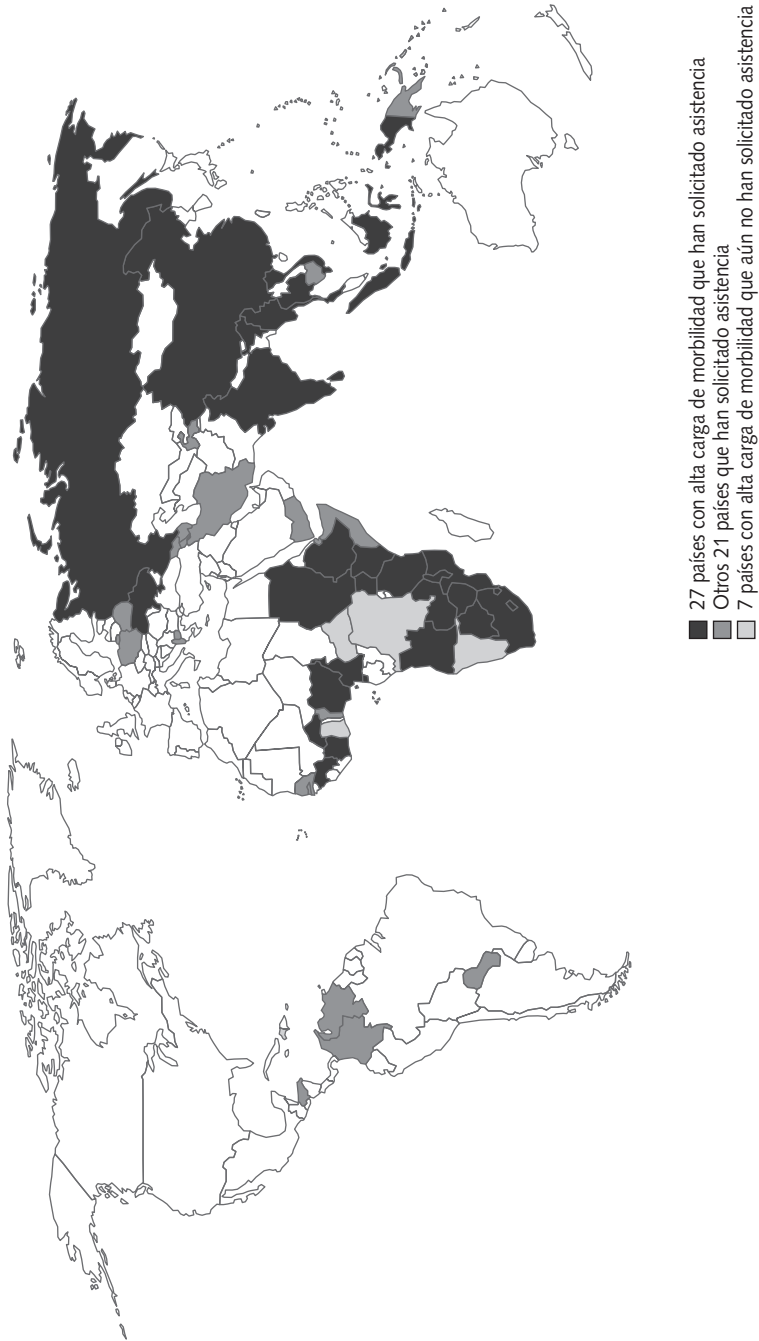 27 países con alta carga de morbilidad que han solicitado asistencia
Otros 21 países que han solicitado asistencia
7 países con alta carga de morbilidad que aún no han solicitado asistencia